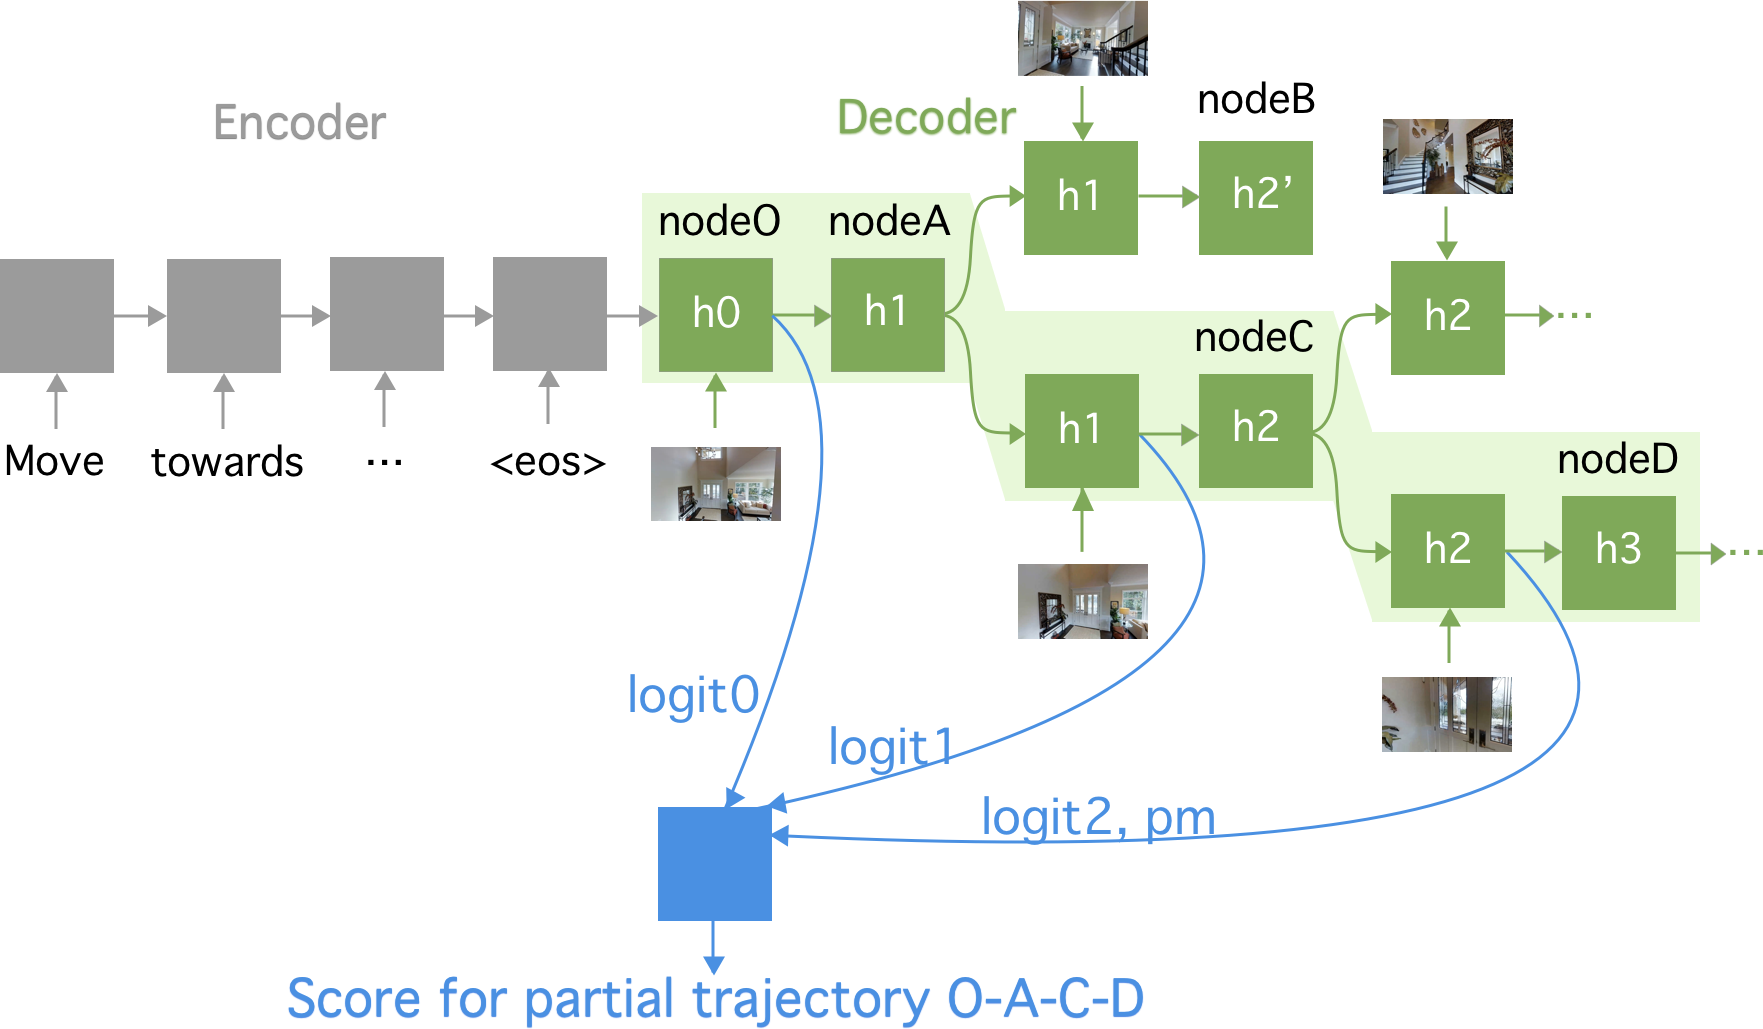 Encoder
Decoder
nodeB
h1
h2’
nodeO
nodeA
h0
h1
nodeC
h2
...
h1
h2
Move
towards
...
<eos>
nodeD
h2
h3
...
logit0
logit1
logit2, pm
Score for partial trajectory O-A-C-D